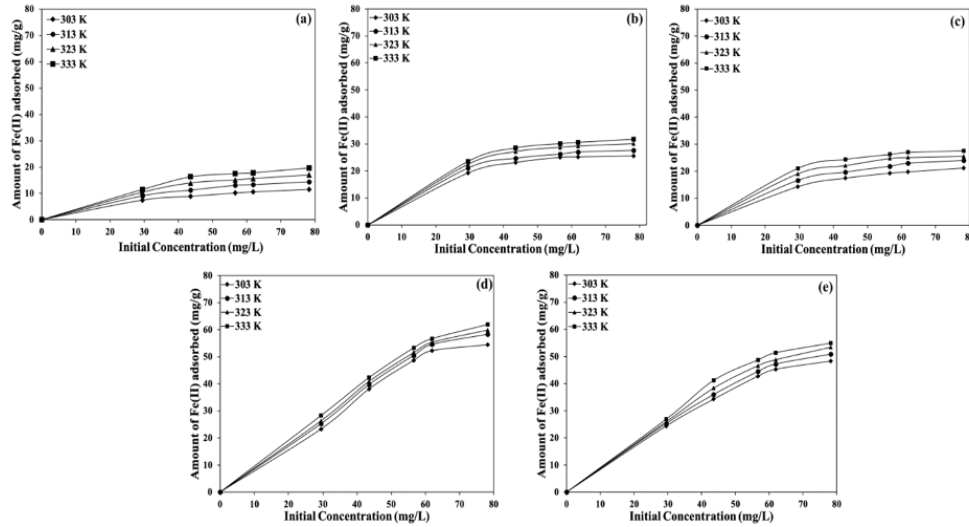 (a)
303 K
313 K
323 K
333 K
Amount of Fe(II) adsorbed (mg/g)
80
70
60
50
40
30
20
10
0
0 10 20 30 40 50 60 70 80
Initial Concentration (mg/L)
(b)
303 K
313 K
323 K
333 K
Amount of Fe(II) adsorbed (mg/g)
80
70
60
50
40
30
20
10
0
0 10 20 30 40 50 60 70 80
Initial Concentration (mg/L)
(c)
303 K
313 K
323 K
333 K
Amount of Fe(II) adsorbed (mg/g)
80
70
60
50
40
30
20
10
0
0 10 20 30 40 50 60 70 80
Initial Concentration (mg/L)
(d)
303 K
313 K
323 K
333 K
Amount of Fe(II) adsorbed (mg/g)
80
70
60
50
40
30
20
10
0
0 10 20 30 40 50 60 70 80
Initial Concentration (mg/L)
(e)
303 K
313 K
323 K
333 K
Amount of Fe(II) adsorbed (mg/g)
80
70
60
50
40
30
20
10
0
0 10 20 30 40 50 60 70 80
Initial Concentration (mg/L)